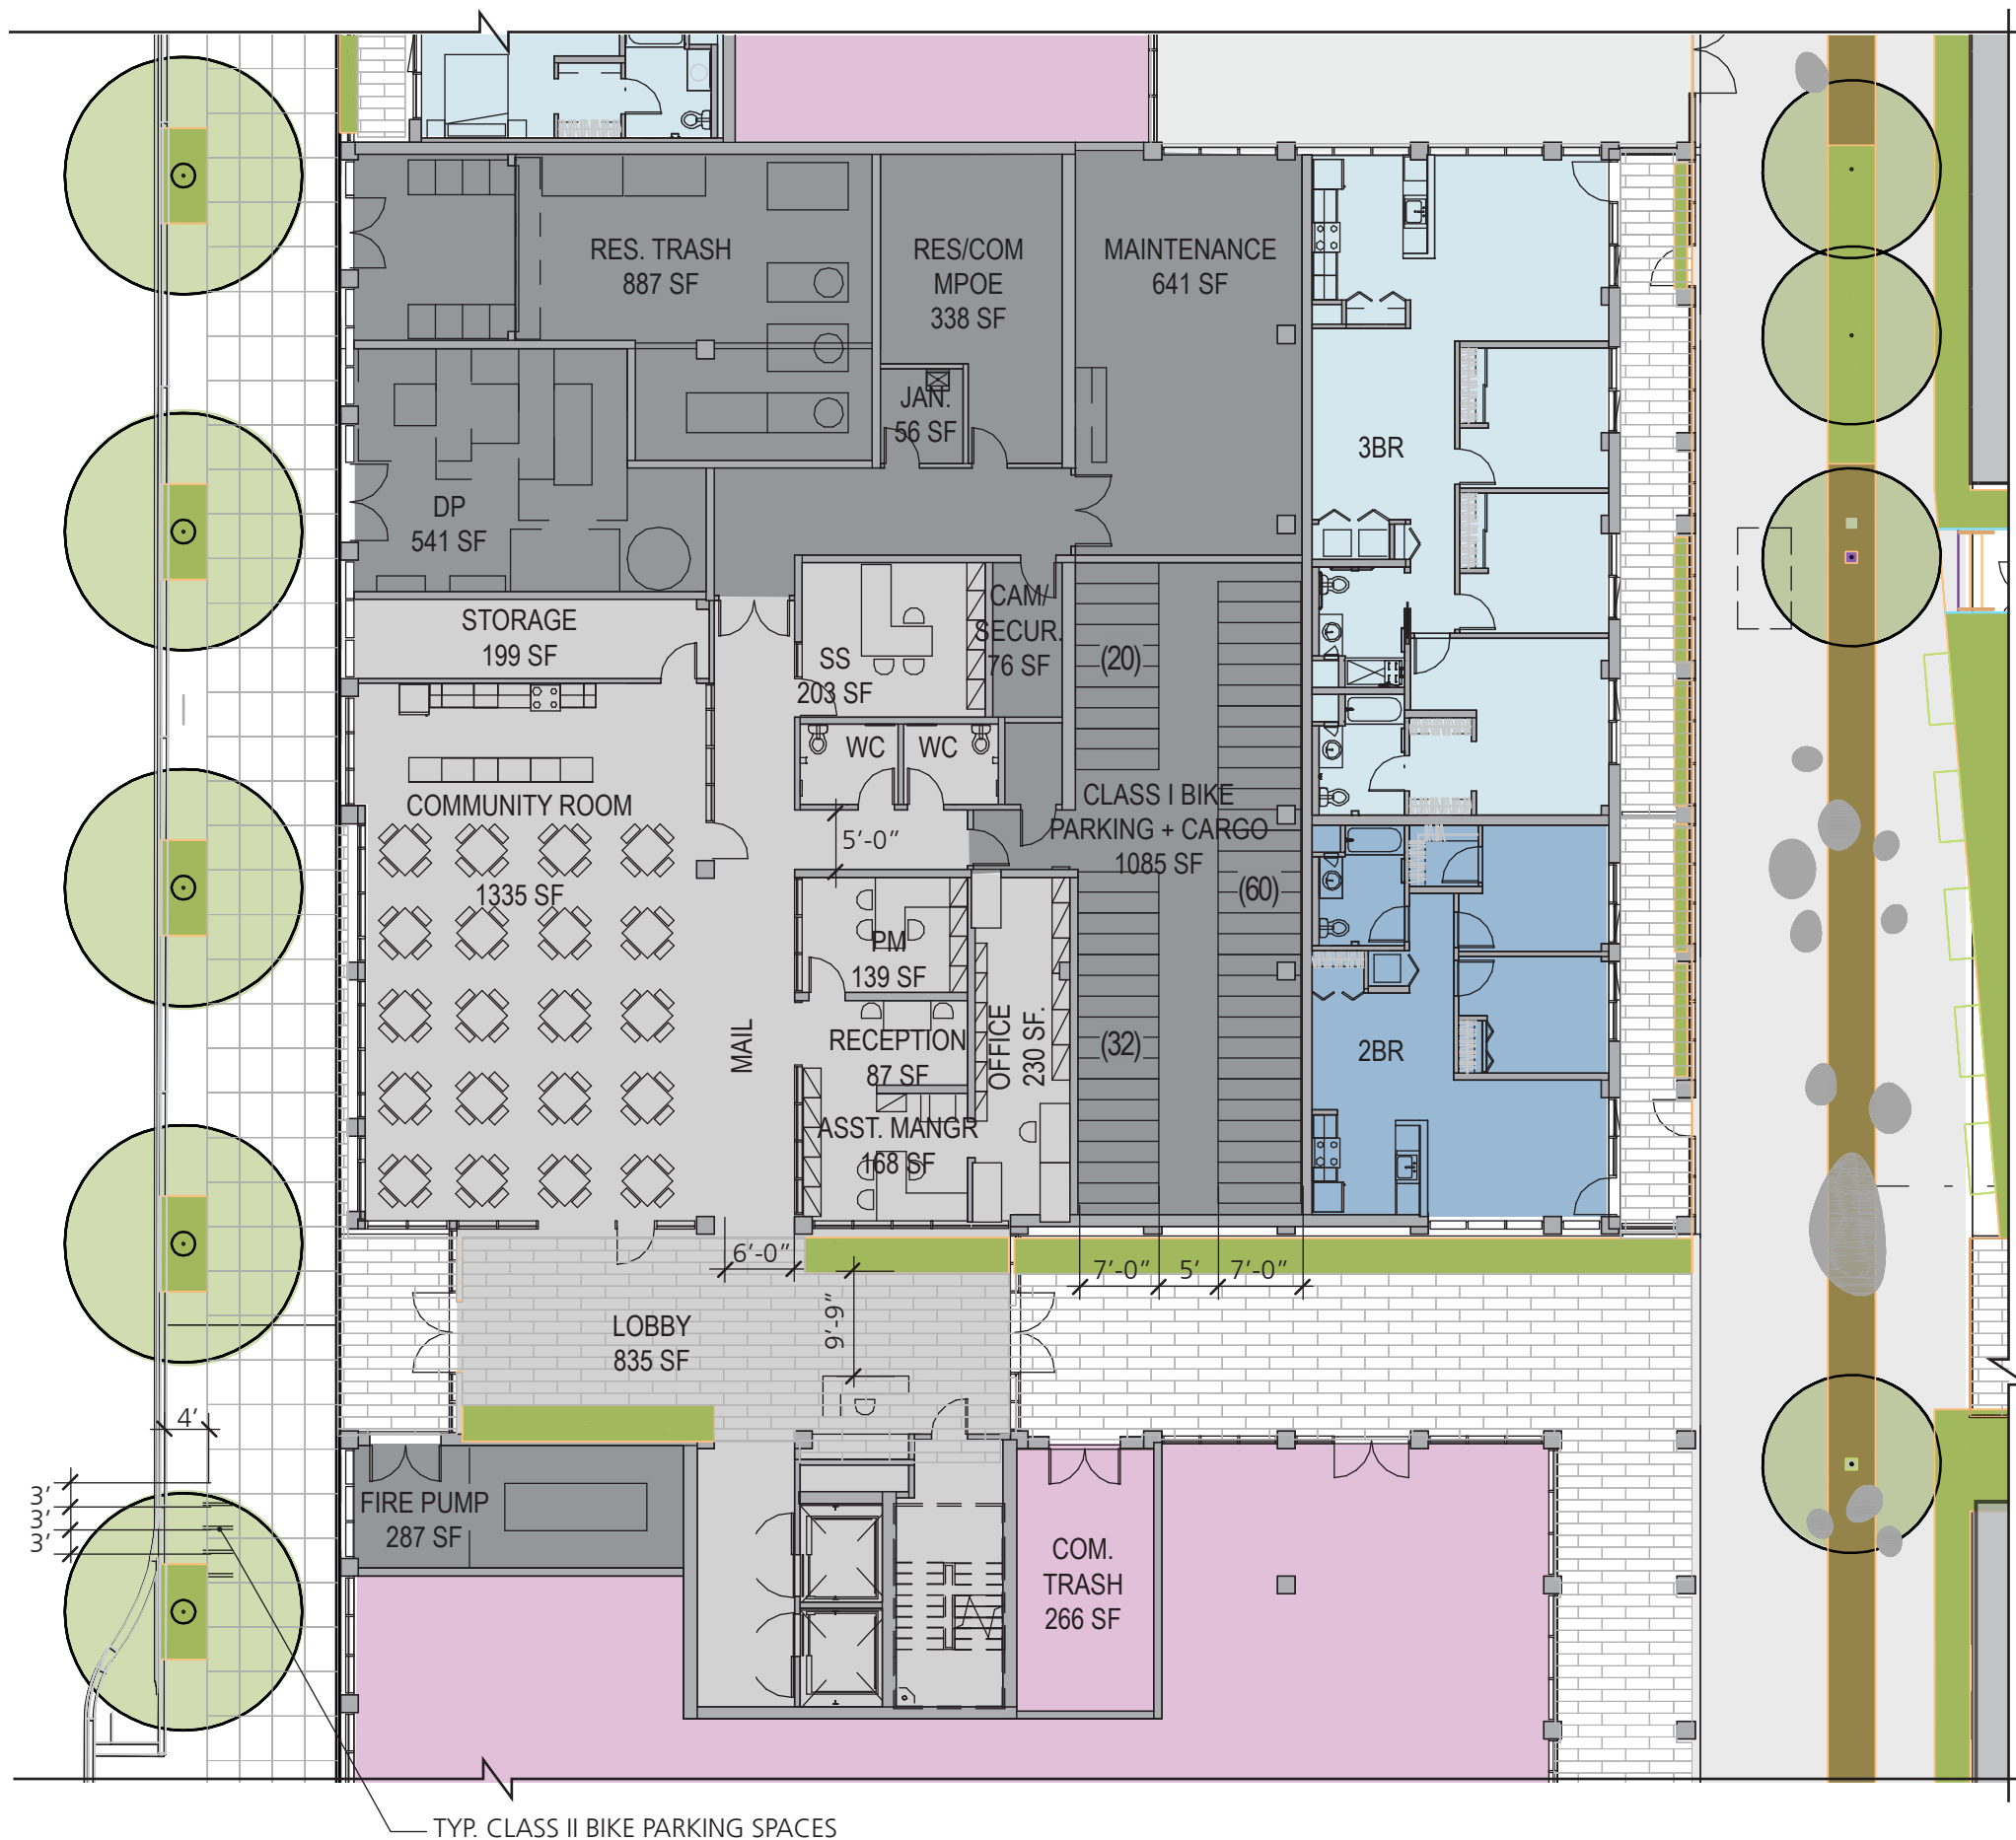 RES. TRASH
887 SF
RES/COM
MPOE
338 SF
MAINTENANCE
641 SF
JAN.
56 SF
3BR
DP
541 SF
STORAGE
199 SF
SS
203 SF
CAM/
SECUR.
76 SF
(20)
WC
WC
COMMUNITY ROOM
1335 SF
5'-0"
CLASS I BIKE
PARKING + CARGO
1085 SF
(60)
PM
139 SF
MAIL
RECEPTION
87 SF
OFFICE
230 SF.
(32)
2BR
ASST. MANGR
168 SF
6'-0"
7'-0"
5'
7'-0"
9'-9"
LOBBY
835 SF
4'
3'
3'
3'
FIRE PUMP
287 SF
COM.
TRASH
266 SF
TYP. CLASS II BIKE PARKING SPACES